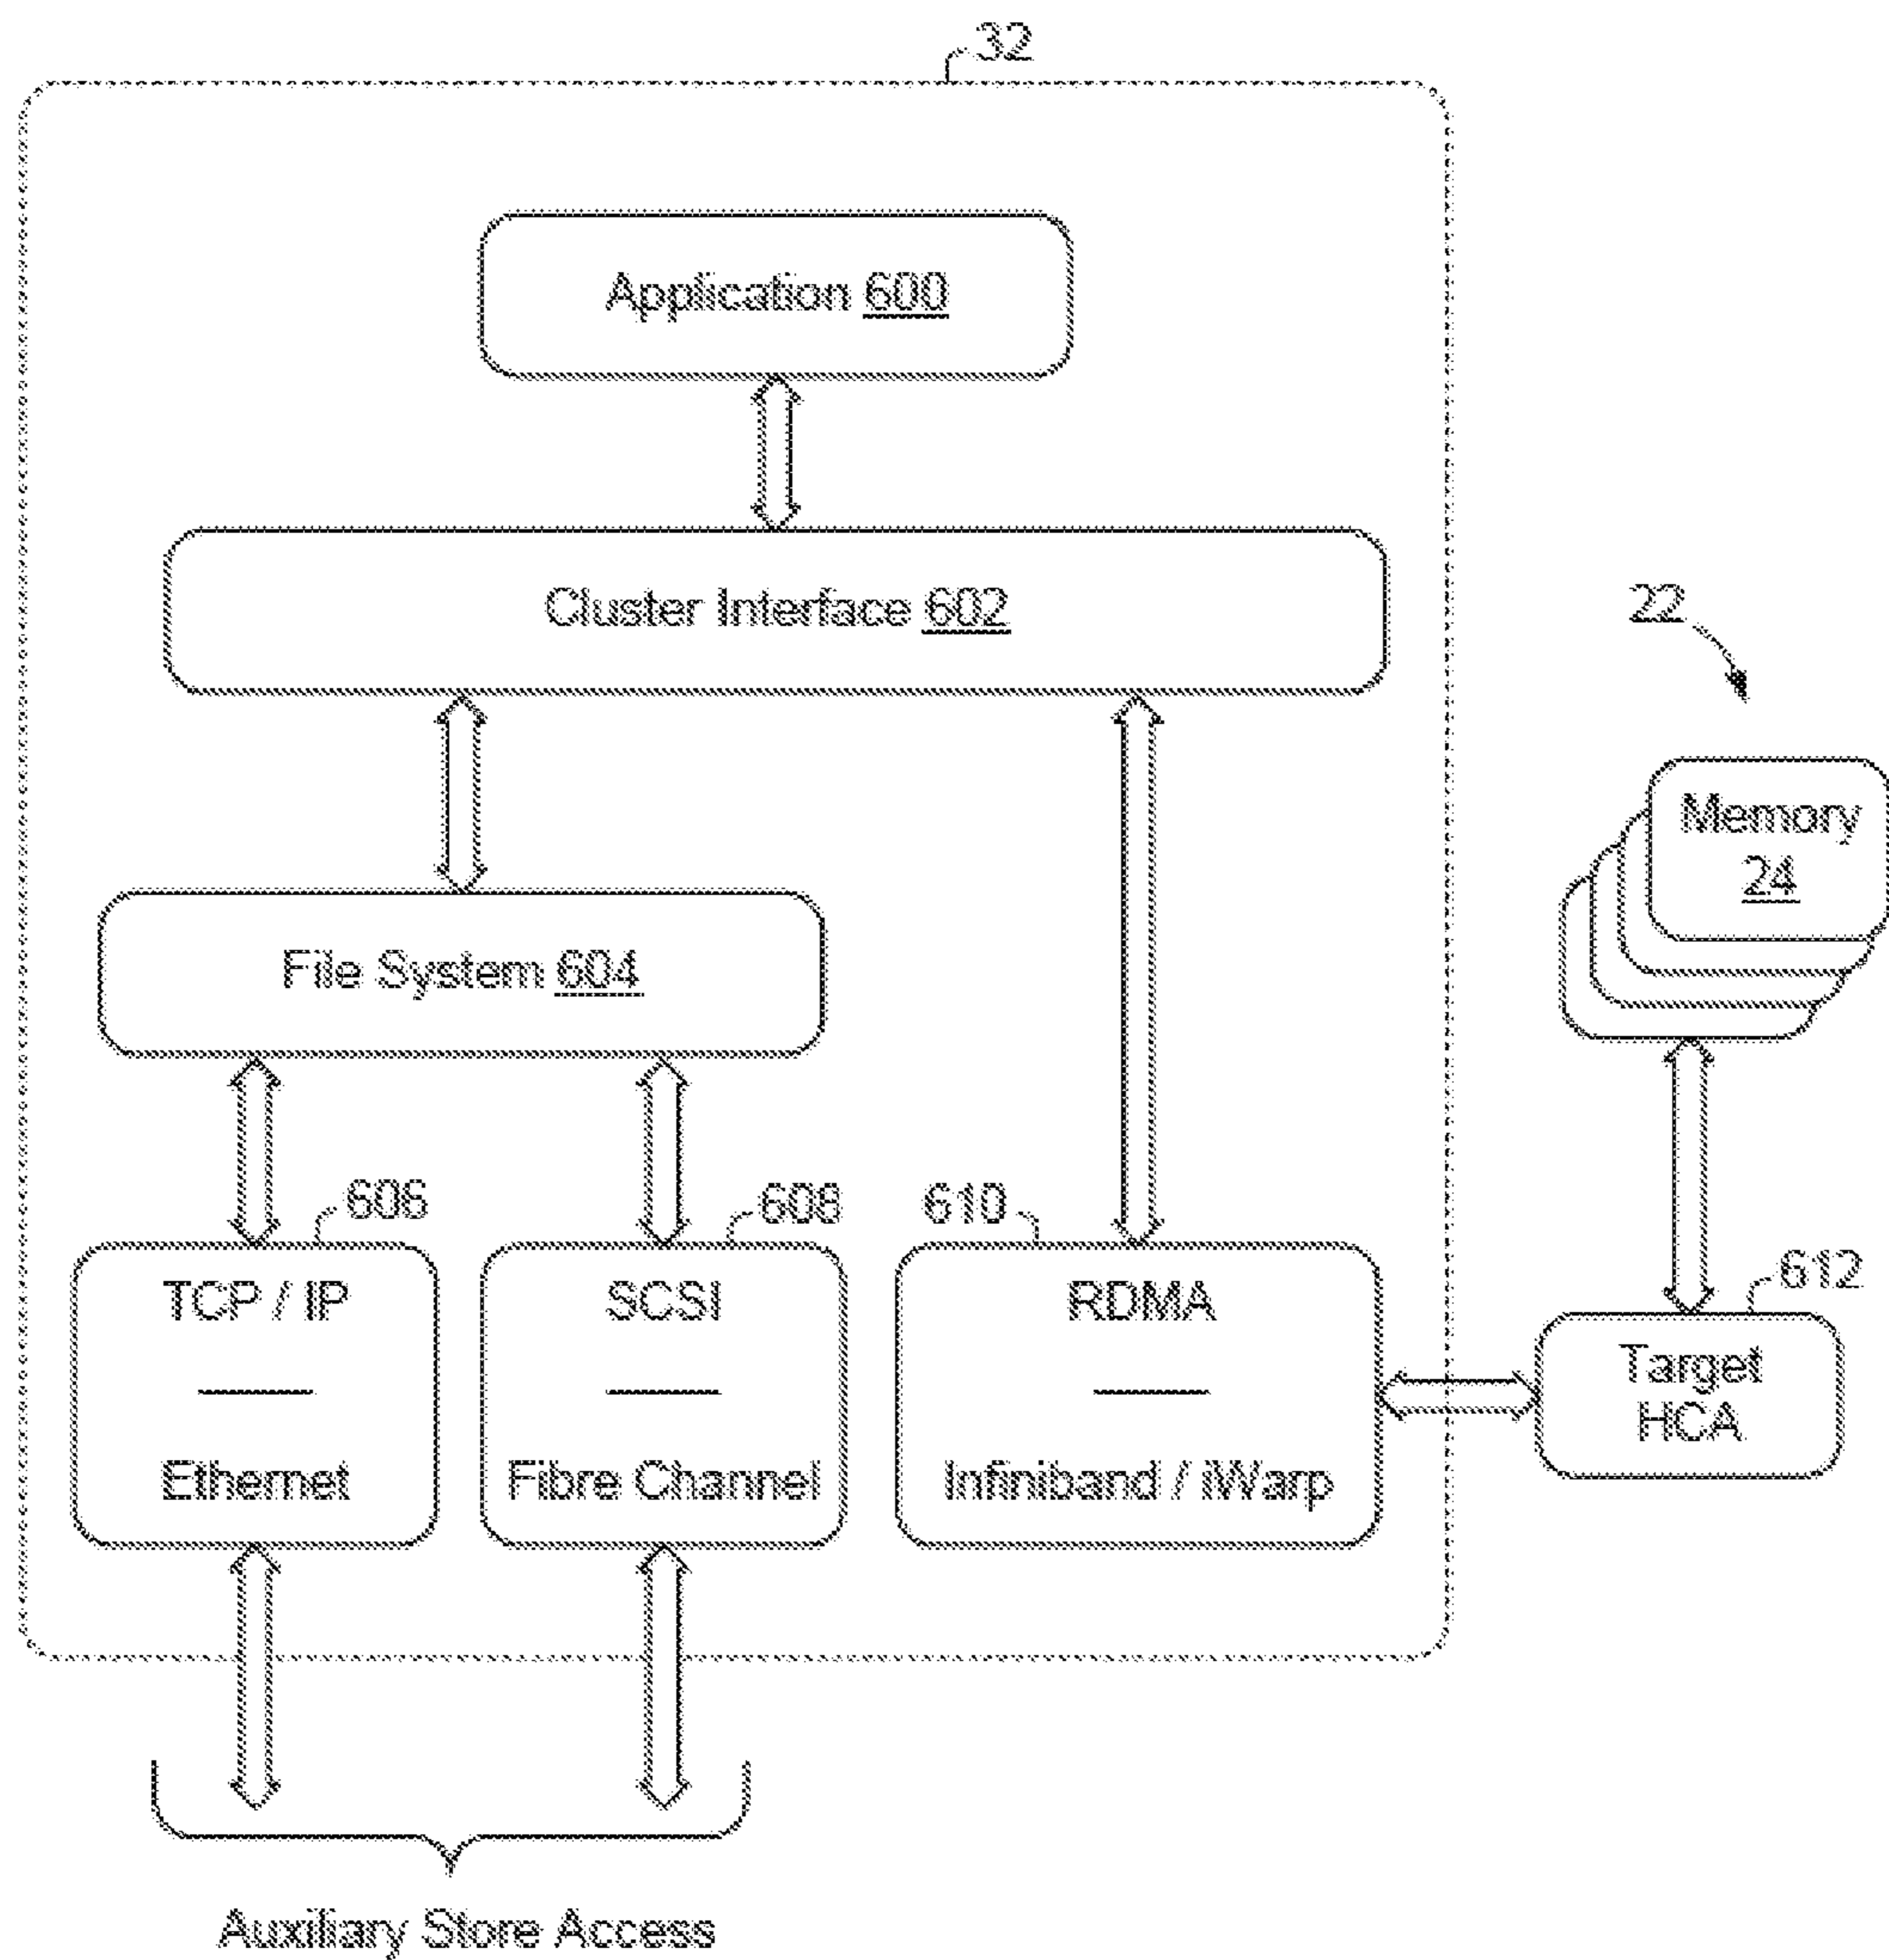 32
Application 600
Cluster Interface 602
22
Memory
24
File System 604
606
608
610
612
TCP / IP
Ethernet
SCSI
Fibre Channel
RDMA
Infiniband / iWarp
Target
HCA
Auxiliary Store Access